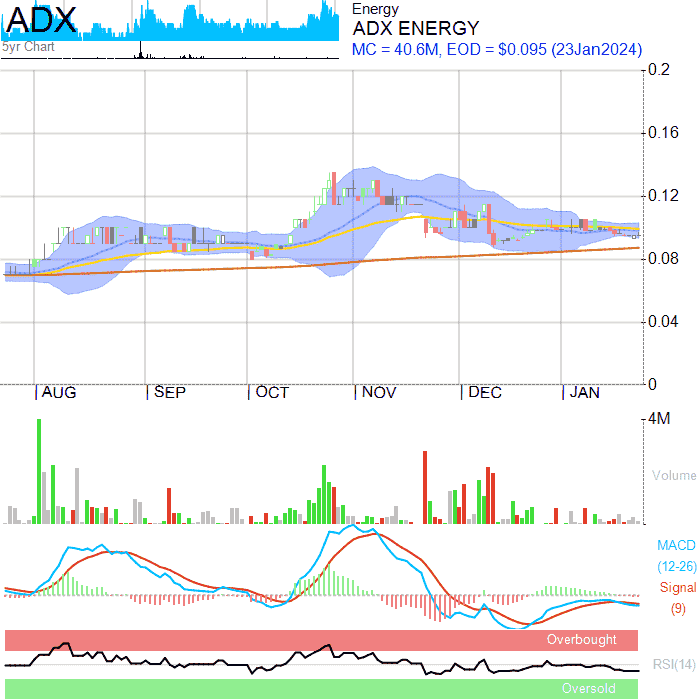 ADX
5yr Chart
Energy
ADX ENERGY
MC = 40.6M, EOD = $0.095 (23Jan2024)
0.2
0.16
0.12
0.08
0.04
0
| AUG | SEP | OCT | NOV | DEC | JAN
4M
Volume
MACD
(12-26)
Signal
(9)
Overbought
RSI(14)
Oversold